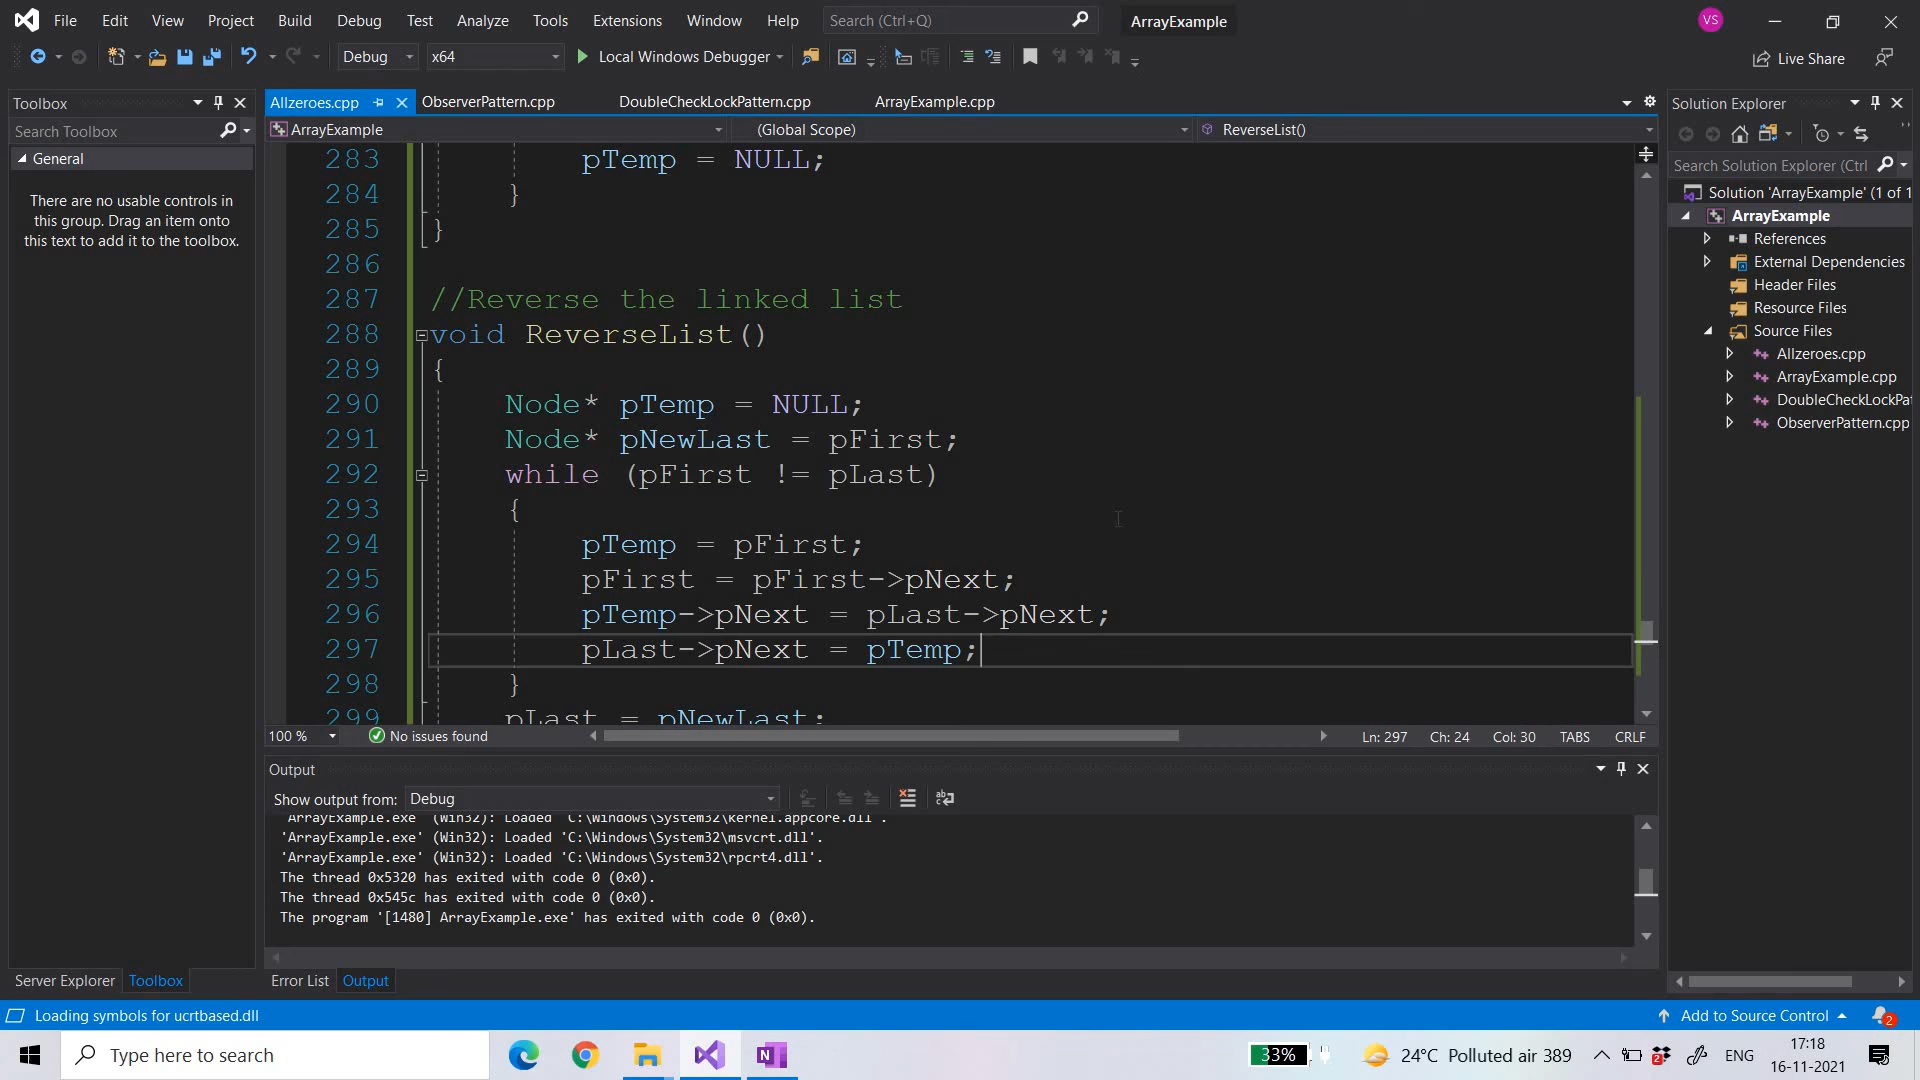 File Edit View Project Build Debug Test Analyze Tools Extensions Window Help Search (Ctrl+Q) ArrayExample VS
Debug x64 Local Windows Debugger Live Share
Toolbox
Search Toolbox
General
There are no usable controls in
this group. Drag an item onto
this text to add it to the toolbox.
Server Explorer Toolbox
Allzeroes.cpp ObserverPattern.cpp DoubleCheckLockPattern.cpp ArrayExample.cpp
ArrayExample (Global Scope) ReverseList()
283 pTemp = NULL;
284 }
285 }
286
287 //Reverse the linked list
288 void ReverseList()
289 {
290 Node* pTemp = NULL;
291 Node* pNewLast = pFirst;
292 while (pFirst != pLast)
293 {
294 pTemp = pFirst;
295 pFirst = pFirst->pNext;
296 pTemp->pNext = pLast->pNext;
297 pLast->pNext = pTemp;
298 }
299 pLast = pNewLast;
100 % No issues found Ln: 297 Ch: 24 Col: 30 TABS CRLF
Output
Show output from: Debug
'ArrayExample.exe' (Win32): Loaded 'C:\Windows\System32\kernel.appcore.dll'.
'ArrayExample.exe' (Win32): Loaded 'C:\Windows\System32\msvcrt.dll'.
'ArrayExample.exe' (Win32): Loaded 'C:\Windows\System32\rpcrt4.dll'.
The thread 0x5320 has exited with code 0 (0x0).
The thread 0x545c has exited with code 0 (0x0).
The program '[1480] ArrayExample.exe' has exited with code 0 (0x0).
Error List Output
Solution Explorer
Search Solution Explorer (Ctrl
Solution 'ArrayExample' (1 of 1
ArrayExample
References
External Dependencies
Header Files
Resource Files
Source Files
Allzeroes.cpp
ArrayExample.cpp
DoubleCheckLockPat
ObserverPattern.cpp
Loading symbols for ucrtbased.dll Add to Source Control 2
Type here to search 33% 24°C Polluted air 389 2 ENG 17:18
16-11-2021